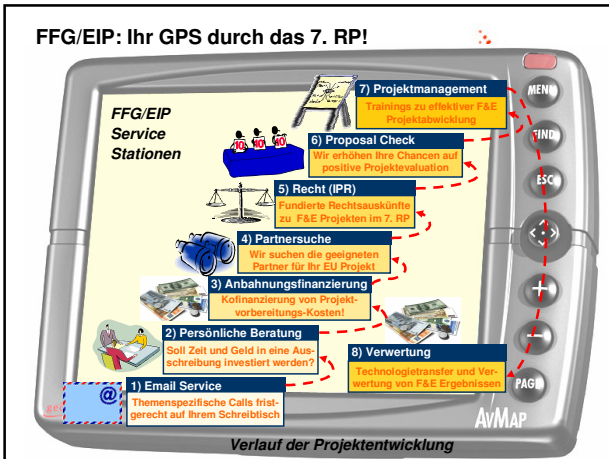 FFG/EIP: Ihr GPS durch das 7. RP!
FFG/EIP
Service
Stationen
7) Projektmanagement
Trainings zu effektiver F&E
Projektabwicklung
6) Proposal Check
Wir erhöhen Ihre Chancen auf
positive Projektevaluation
5) Recht (IPR)
Fundierte Rechtsauskünfte
zu F&E Projekten im 7. RP
4) Partnersuche
Wir suchen die geeigneten
Partner für Ihr EU Projekt
3) Anbahnungsfinanzierung
Kofinanzierung von Projekt-
vorbereitungs-Kosten!
2) Persönliche Beratung
Soll Zeit und Geld in eine Aus-
schreibung investiert werden?
1) Email Service
Themenspezifische Calls frist-
gerecht auf Ihrem Schreibtisch
8) Verwertung
Technologietransfer und Ver-
wertung von F&E Ergebnissen
Verlauf der Projektentwicklung
@
10 10 10
MENU
FIND
ESC
+
–
PAGE
AVMAP